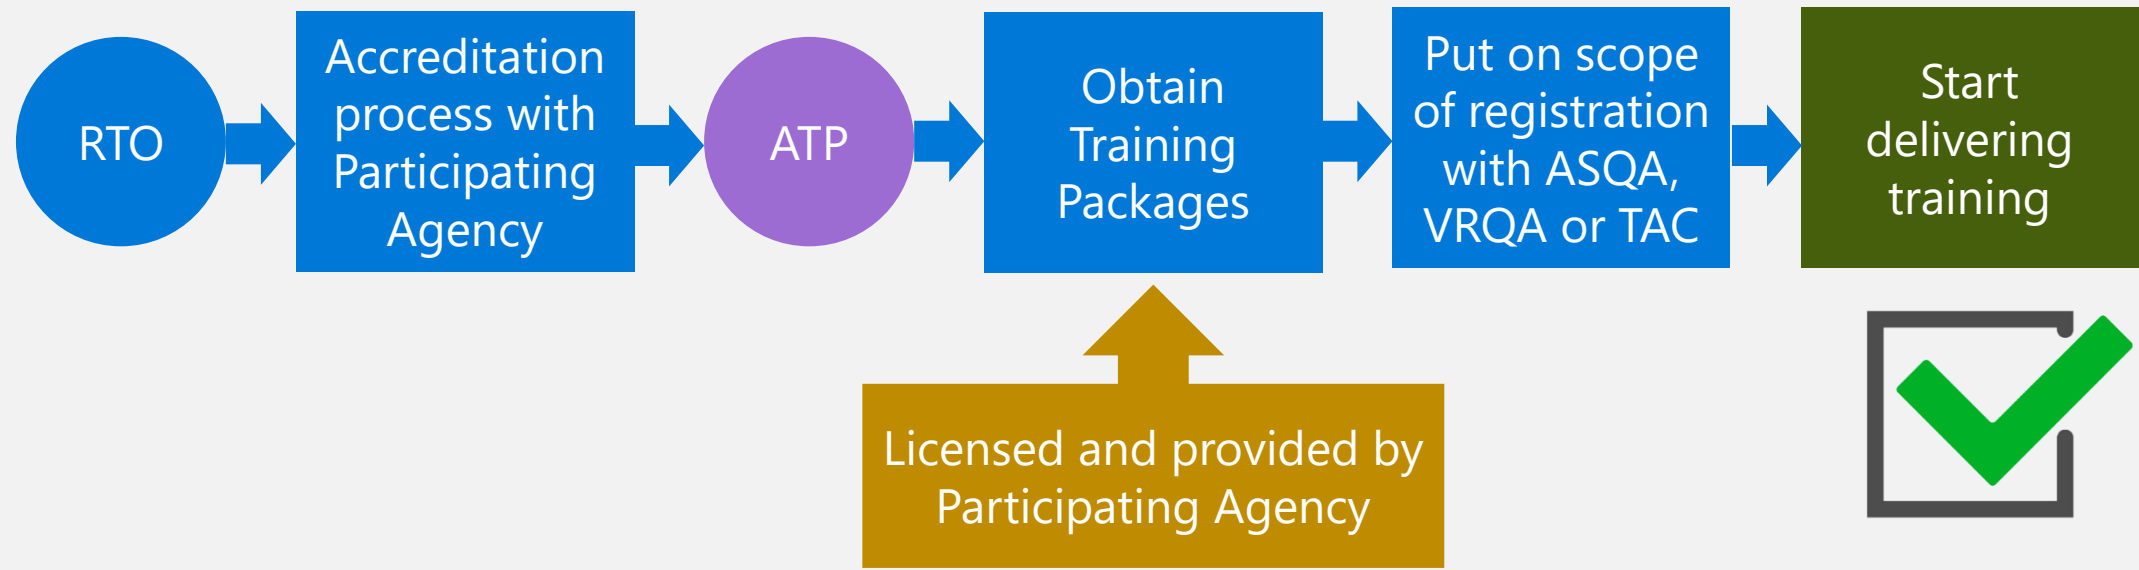 RTO
Accreditation
process with
Participating
Agency
ATP
Obtain
Training
Packages
Put on scope
of registration
with ASQA,
VRQA or TAC
Start
delivering
training
Licensed and provided by
Participating Agency